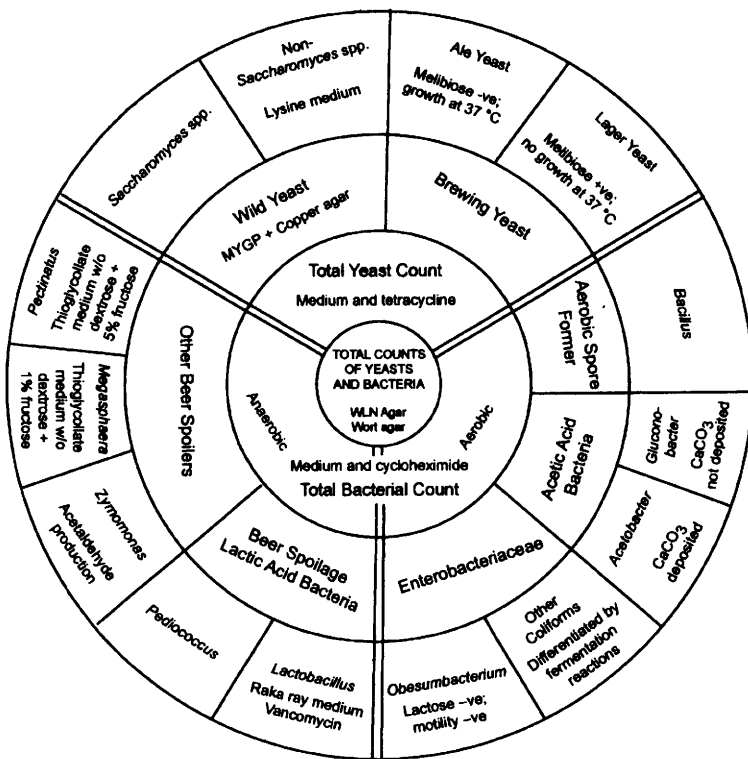 Non-
Saccharomyces spp.
Lysine medium
Ale Yeast
Melibiose -ve;
growth at 37 °C
Lager Yeast
Melibiose +ve;
no growth at 37 °C
Saccharomyces spp.
Wild Yeast
MYGP + Copper agar
Brewing Yeast
Total Yeast Count
Medium and tetracycline
TOTAL COUNTS
OF YEASTS
AND BACTERIA
WLN Agar
Wort agar
Anaerobic
Aerobic
Medium and cycloheximide
Total Bacterial Count
Aerobic Spore
Former
Bacillus
Acetic Acid
Bacteria
Glucono-
bacter
CaCO3
not deposited
Acetobacter
CaCO3
deposited
Enterobacteriaceae
Other
Coliforms
Differentiated by
fermentation
reactions
Obesumbacterium
Lactose –ve;
motility –ve
Beer Spoilage
Lactic Acid Bacteria
Lactobacillus
Raka ray medium
Vancomycin
Pediococcus
Other Beer Spoilers
Zymomonas
Acetaldehyde
production
Megasphaera
Thioglycollate
medium w/o
dextrose +
1% fructose
Pectinatus
Thioglycollate
medium w/o
dextrose +
5% fructose